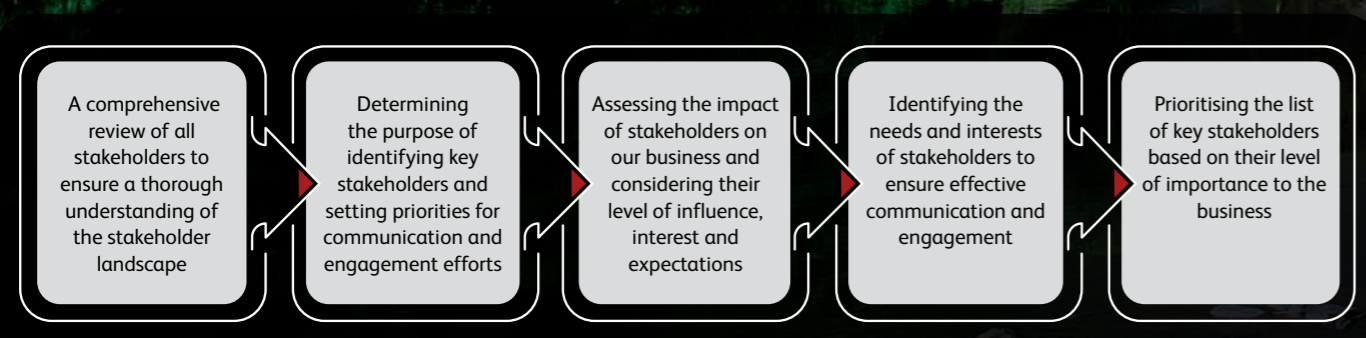 A comprehensive
review of all
stakeholders to
ensure a thorough
understanding of
the stakeholder
landscape
Determining
the purpose of
identifying key
stakeholders and
setting priorities for
communication and
engagement efforts
Assessing the impact
of stakeholders on
our business and
considering their
level of influence,
interest and
expectations
Identifying the
needs and interests
of stakeholders to
ensure effective
communication and
engagement
Prioritising the list
of key stakeholders
based on their level
of importance to the
business